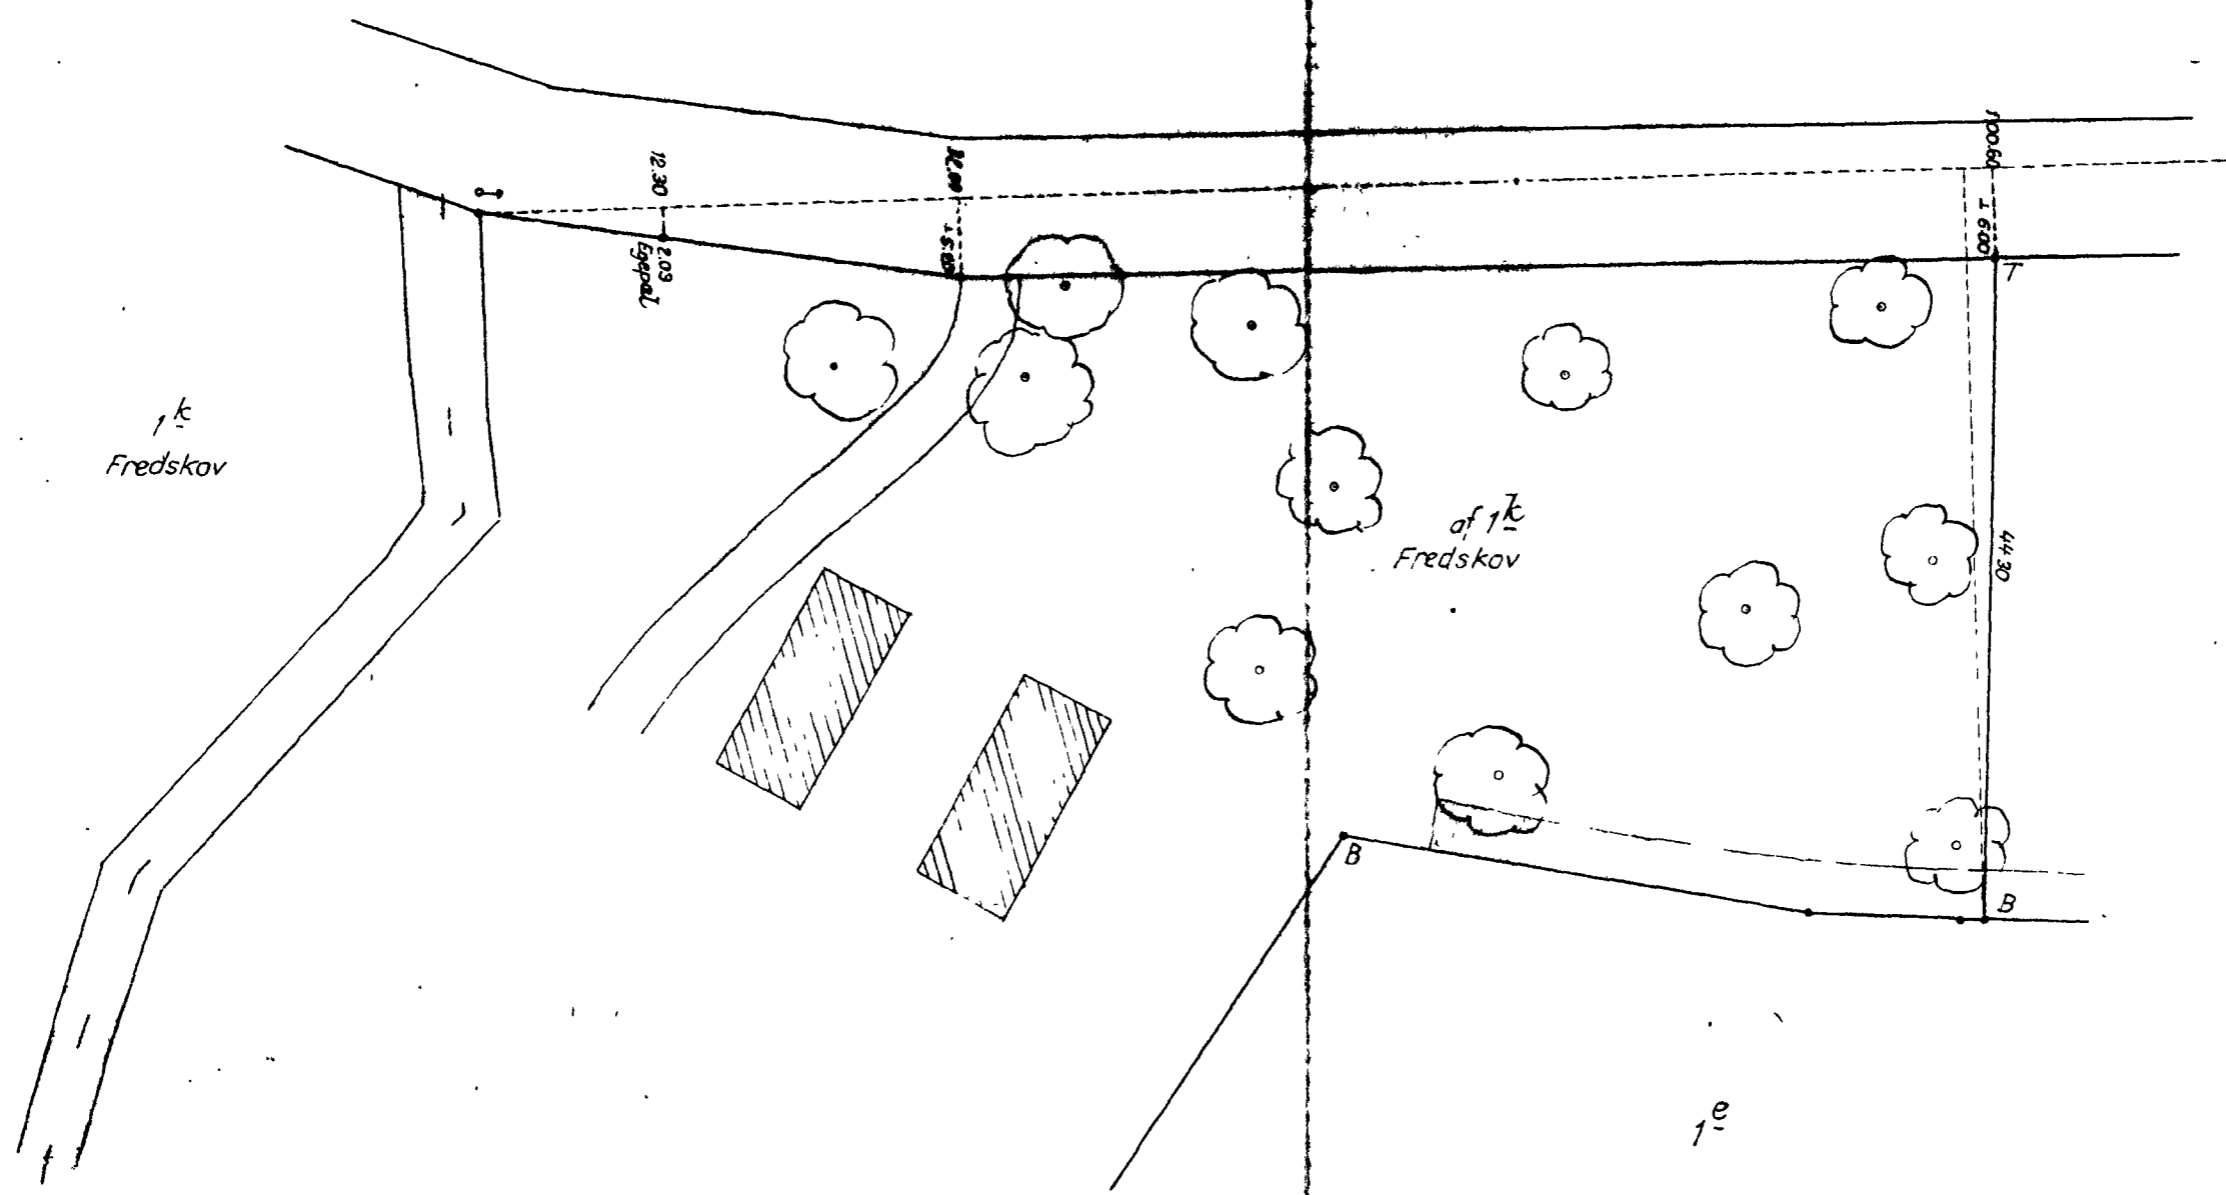 12.30
100.60
T 6.00
2.03
Egepæl
T
1k
Fredskov
af 1k
Fredskov
44.30
B
B
1e